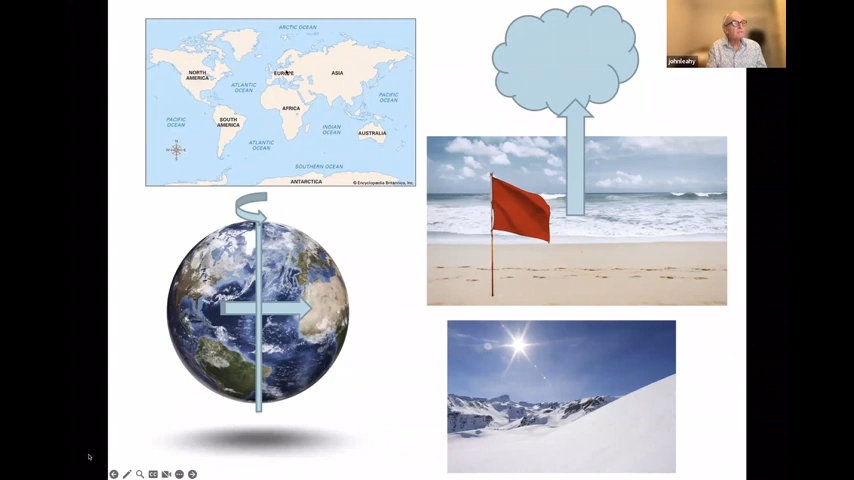 ARCTIC OCEAN
NORTH
AMERICA
EUROPE
ASIA
ATLANTIC
OCEAN
PACIFIC
OCEAN
AFRICA
PACIFIC
OCEAN
SOUTH
AMERICA
INDIAN
OCEAN
AUSTRALIA
ATLANTIC
OCEAN
SOUTHERN OCEAN
ANTARCTICA
© Encyclopædia Britannica, Inc.
johnleahy